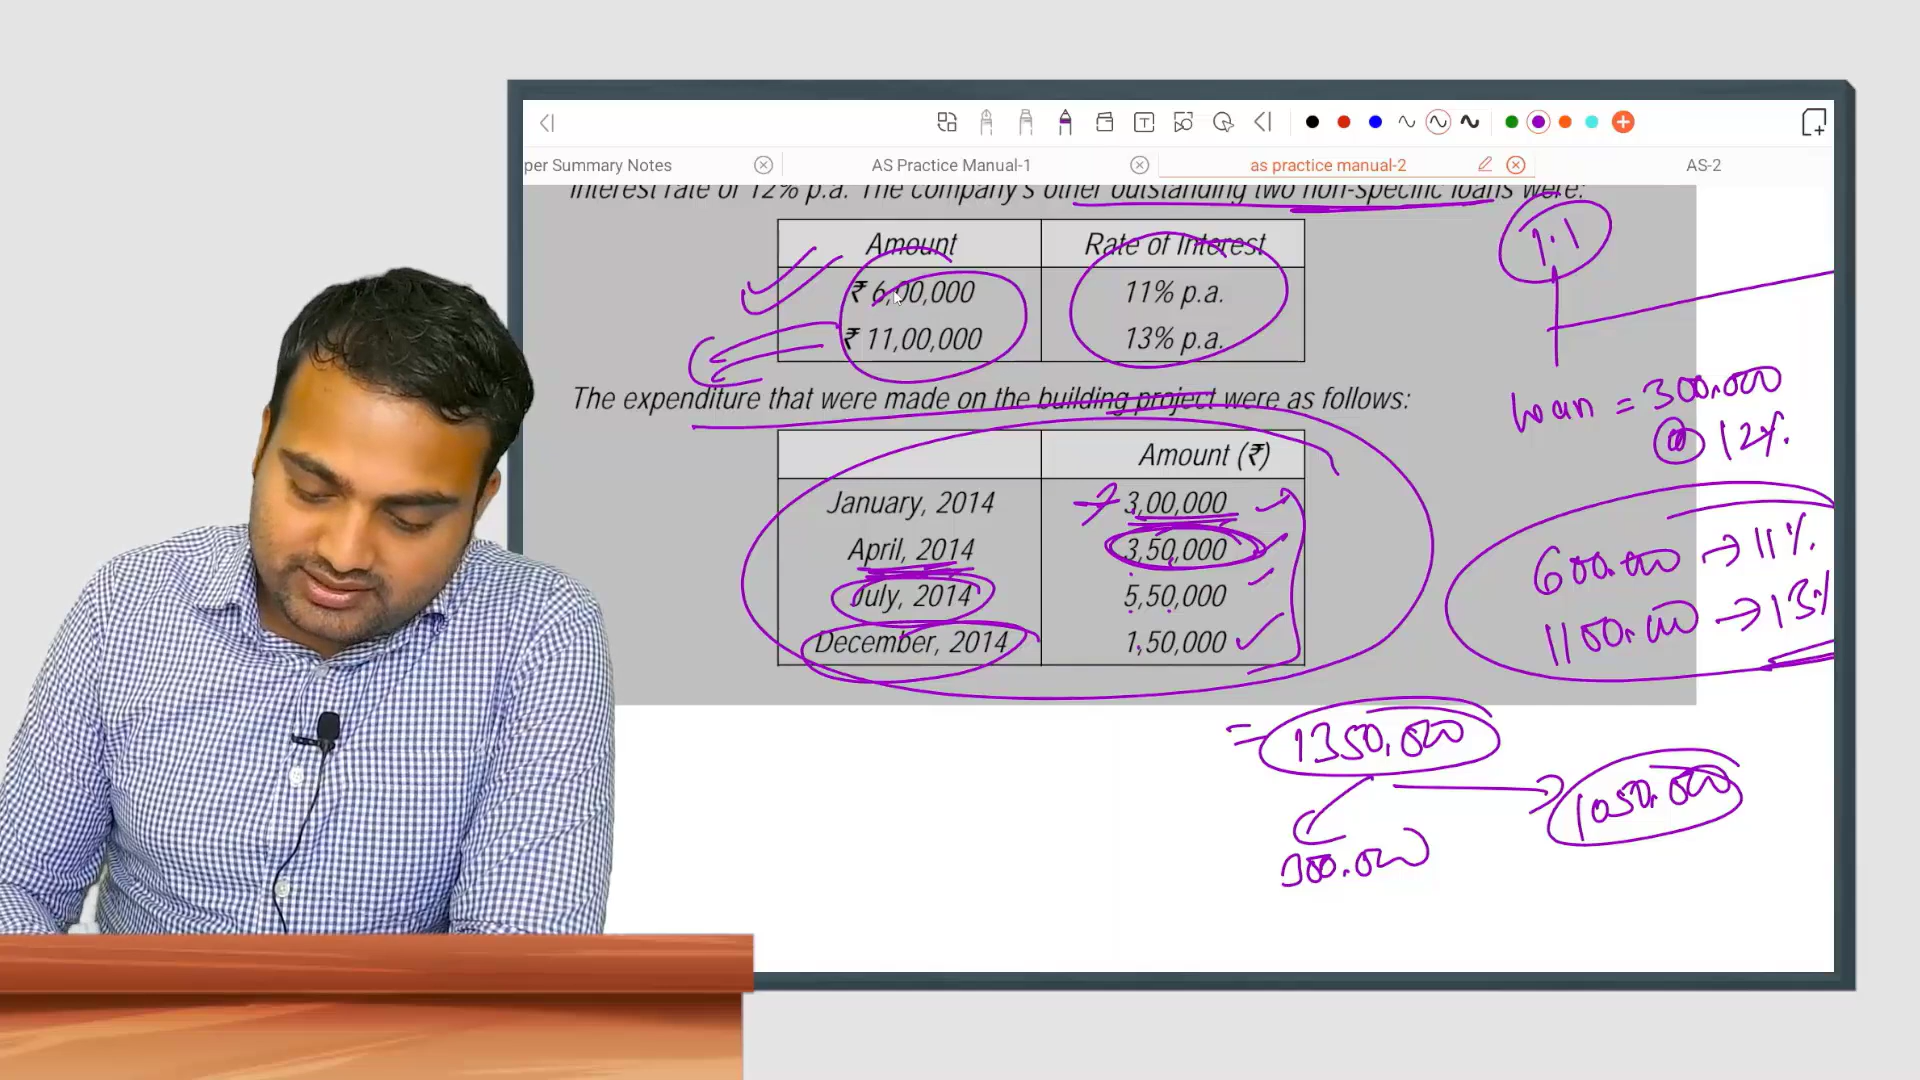 per Summary Notes
AS Practice Manual-1
as practice manual-2
AS-2
interest rate of 12% p.a. The company's other outstanding two non-specific loans were:
Amount Rate of Interest
₹ 6,00,000 11% p.a.
₹ 11,00,000 13% p.a.
The expenditure that were made on the building project were as follows:
Amount (₹)
January, 2014 3,00,000
April, 2014 3,50,000
July, 2014 5,50,000
December, 2014 1,50,000
1.1
Loan = 300.000
@ 12%.
600.000 → 11%.
1100.000 → 13%
= 1350.000
300.000
1050.000